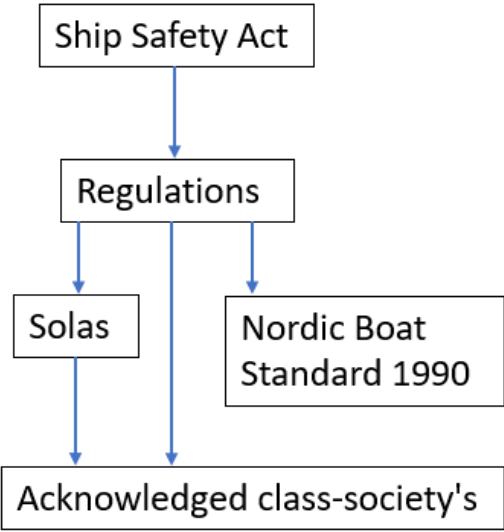 Ship Safety Act
Regulations
Solas
Nordic Boat
Standard 1990
Acknowledged class-society's